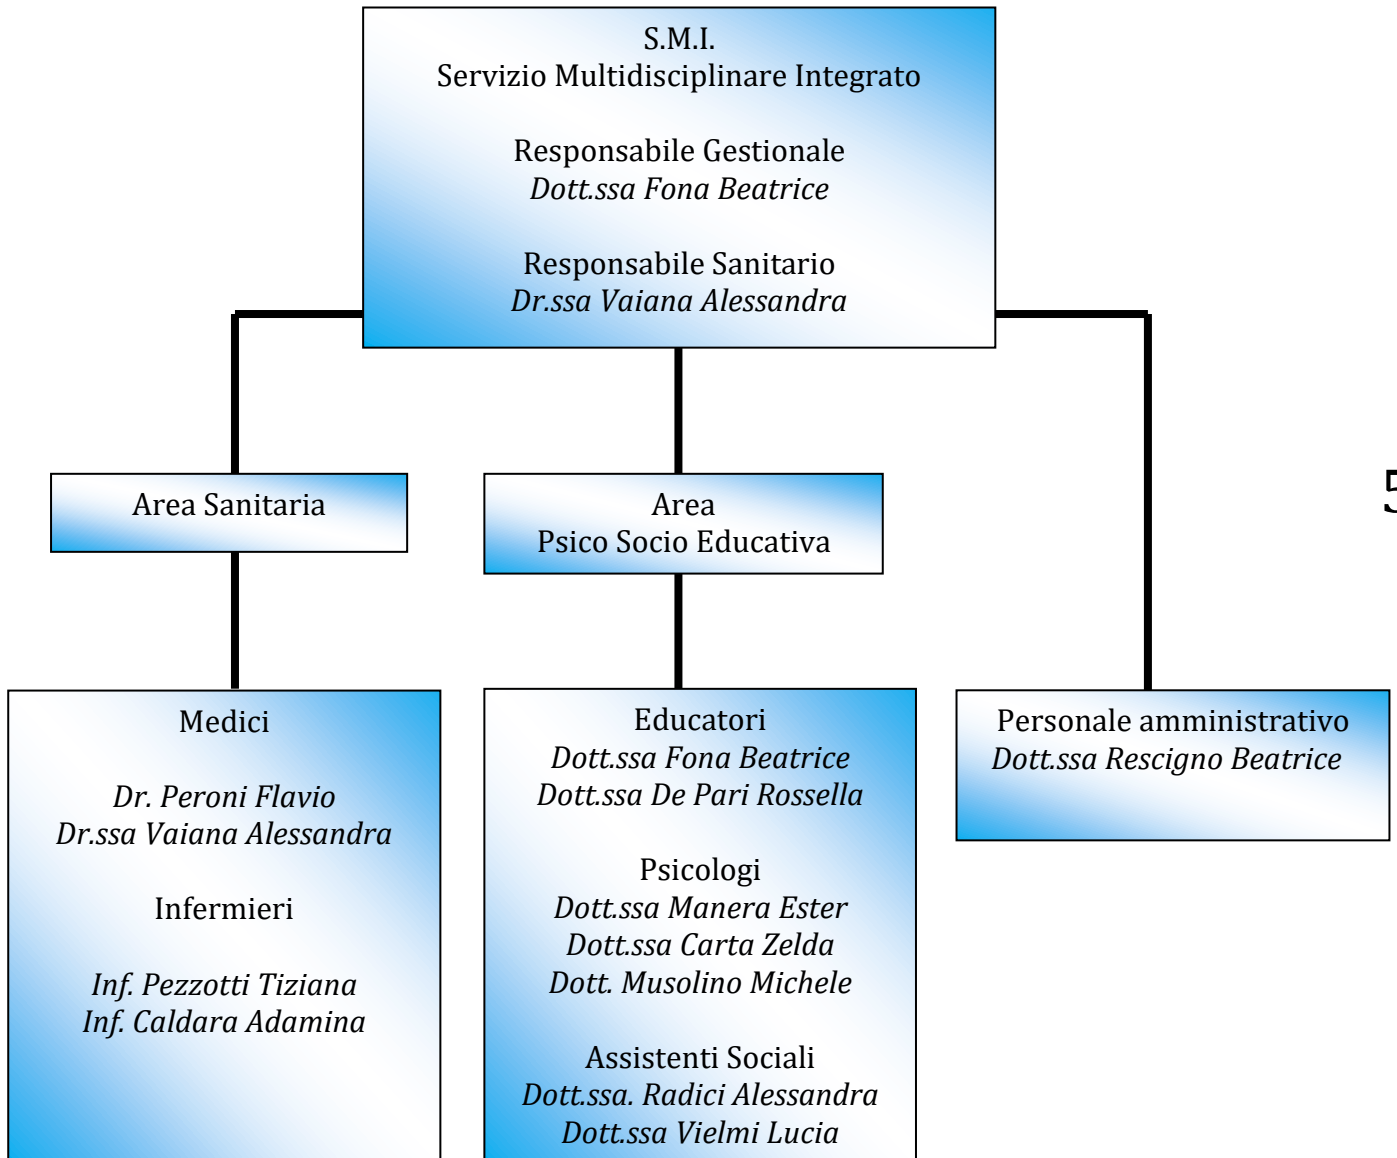 S.M.I.
Servizio Multidisciplinare Integrato
Responsabile Gestionale
Dott.ssa Fona Beatrice
Responsabile Sanitario
Dr.ssa Vaiana Alessandra
Area Sanitaria
Area
Psico Socio Educativa
5
Medici
Dr. Peroni Flavio
Dr.ssa Vaiana Alessandra
Infermieri
Inf. Pezzotti Tiziana
Inf. Caldara Adamina
Educatori
Dott.ssa Fona Beatrice
Dott.ssa De Pari Rossella
Psicologi
Dott.ssa Manera Ester
Dott.ssa Carta Zelda
Dott. Musolino Michele
Assistenti Sociali
Dott.ssa. Radici Alessandra
Dott.ssa Vielmi Lucia
Personale amministrativo
Dott.ssa Rescigno Beatrice